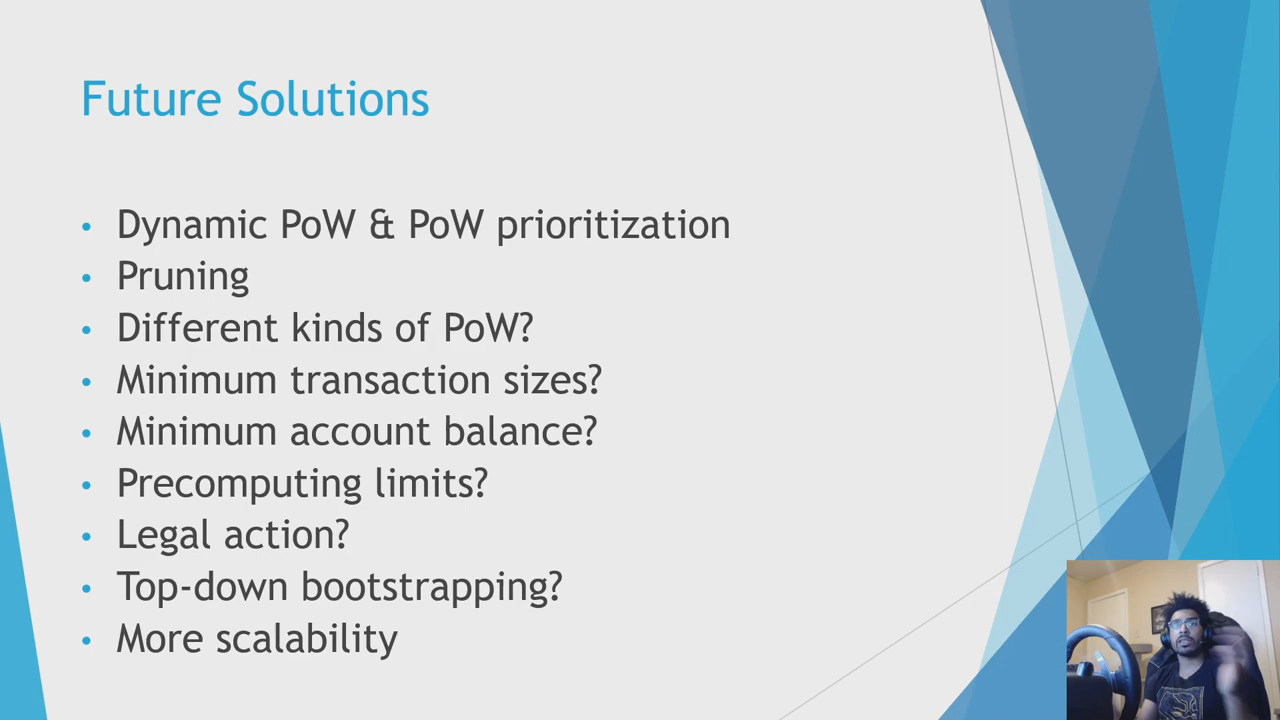 Future Solutions
Dynamic PoW & PoW prioritization
Pruning
Different kinds of PoW?
Minimum transaction sizes?
Minimum account balance?
Precomputing limits?
Legal action?
Top-down bootstrapping?
More scalability